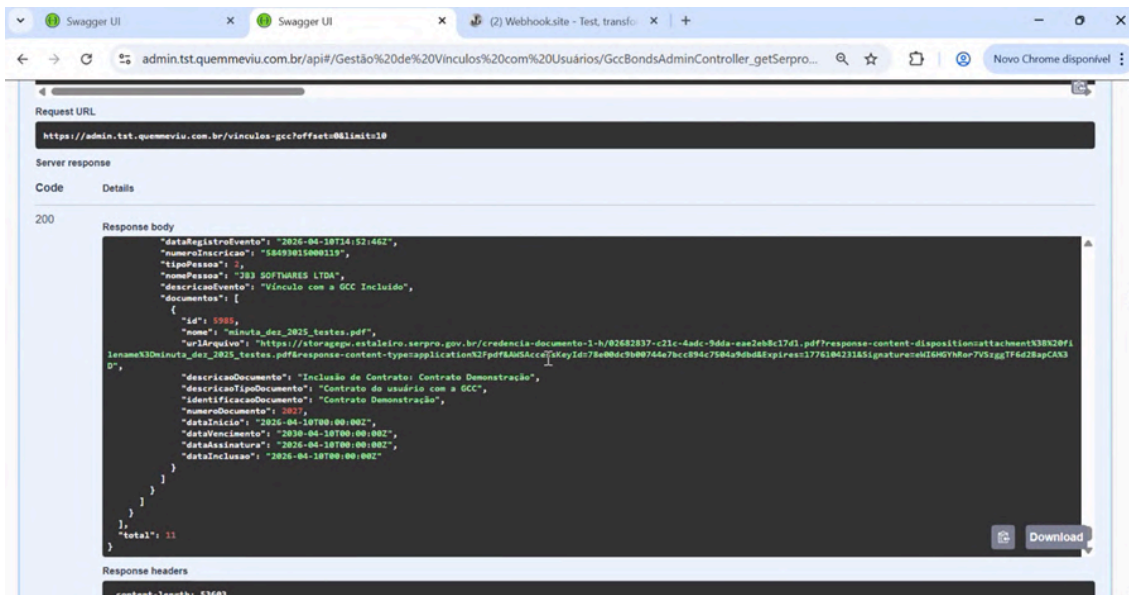 Swagger UI
Swagger UI
(2) Webhook.site - Test, transfo
admin.tst.quemmeviu.com.br/api#/Gestão%20de%20Vínculos%20com%20Usuários/GccBondsAdminController_getSerpro...
Novo Chrome disponível
Request URL
https://admin.tst.quemmeviu.com.br/vinculos-gcc?offset=0&limit=10
Server response
Code Details
200
Response body
"dataRegistroEvento": "2026-04-10T14:52:46Z",
"numeroInscricao": "58493015000119",
"tipoPessoa": 2,
"nomePessoa": "JB3 SOFTWARES LTDA",
"descricaoEvento": "Vínculo com a GCC Incluído",
"documentos": [
{
"id": 5985,
"nome": "minuta_dez_2025_testes.pdf",
"urlArquivo": "https://storagegw.estaleiro.serpro.gov.br/credencia-documento-1-h/02682837-c21c-4adc-9dda-eae2eb8c17d1.pdf?response-content-disposition=attachment%3B%20fi
lename%3Dminuta_dez_2025_testes.pdf&response-content-type=application%2Fpdf&AWSAccessKeyId=78e00dc9b00744e7bcc894c7504a9dbd&Expires=1776104231&Signature=eWI6HGYhRor7VSzggTF6d2BapCA%3
D",
"descricaoDocumento": "Inclusão de Contrato: Contrato Demonstração",
"descricaoTipoDocumento": "Contrato do usuário com a GCC",
"identificacaoDocumento": "Contrato Demonstração",
"numeroDocumento": 2027,
"dataInicio": "2026-04-10T00:00:00Z",
"dataVencimento": "2030-04-10T00:00:00Z",
"dataAssinatura": "2026-04-10T00:00:00Z",
"dataInclusao": "2026-04-10T00:00:00Z"
}
]
}
]
}
],
"total": 11
}
Download
Response headers
content-length: 53603